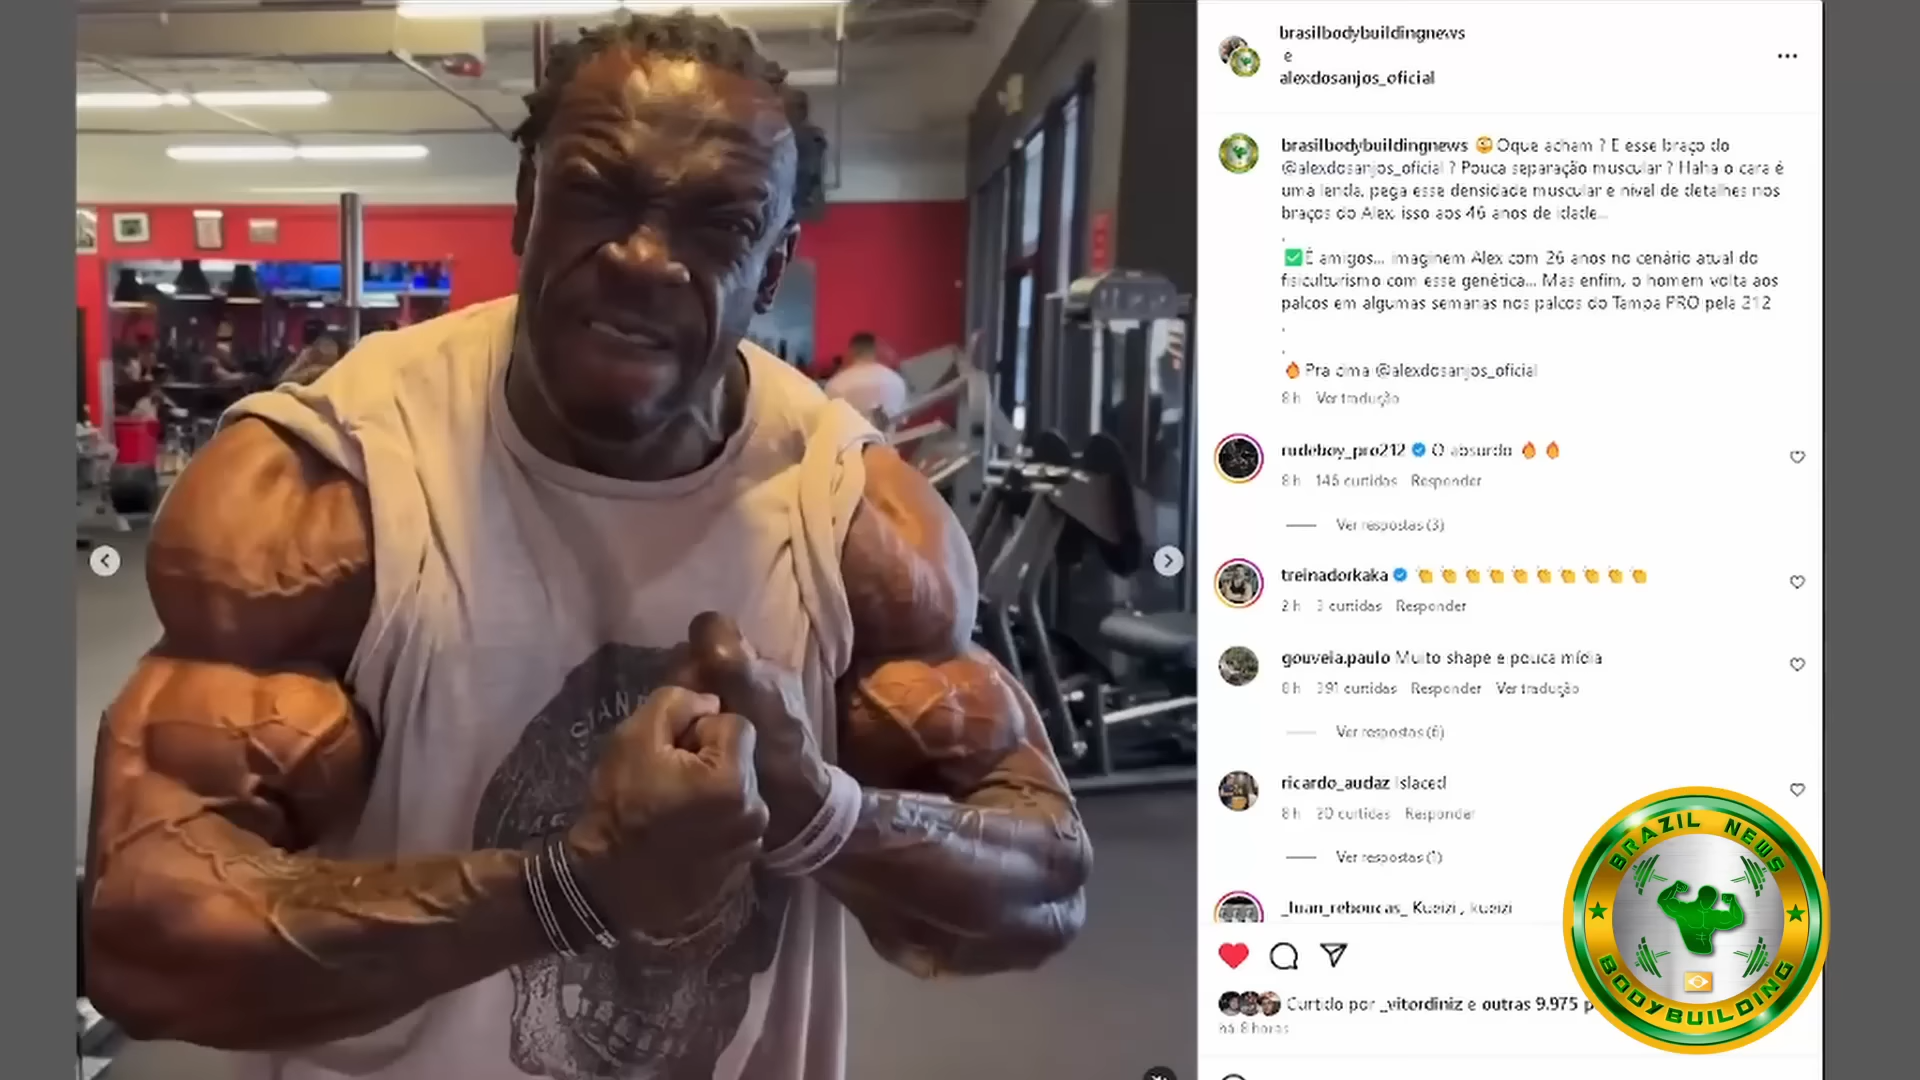 brasilbodybuildingnews
e
alexdosanjos_oficial
brasilbodybuildingnews 😳 Oque acham ? E esse braço do
@alexdosanjos_oficial ? Pouca separação muscular ? Haha o cara é
uma lenda, pega esse densidade muscular e nível de detalhes nos
braços do Alex, isso aos 46 anos de idade...
.
✅ É amigos... imaginem Alex com 26 anos no cenário atual do
fisiculturismo com esse genética... Mas enfim, o homem volta aos
palcos em algumas semanas nos palcos do Tampa PRO pela 212
.
.
🔥 Pra cima @alexdosanjos_oficial
8 h Ver tradução
rudeboy_pro212 O absurdo 🔥 🔥
8 h 146 curtidas Responder
Ver respostas (3)
treinadorkaka 👏👏👏👏👏👏👏👏👏👏
2 h 3 curtidas Responder
gouveia.paulo Muito shape e pouca mídia
8 h 391 curtidas Responder Ver tradução
Ver respostas (6)
ricardo_audaz Islaced
8 h 20 curtidas Responder
Ver respostas (1)
_luan_reboucas_ Kueizi , kueizi
Curtido por _vitordiniz e outras 9.975 p
há 8 horas
BRAZIL NEWS
BODYBUILDING